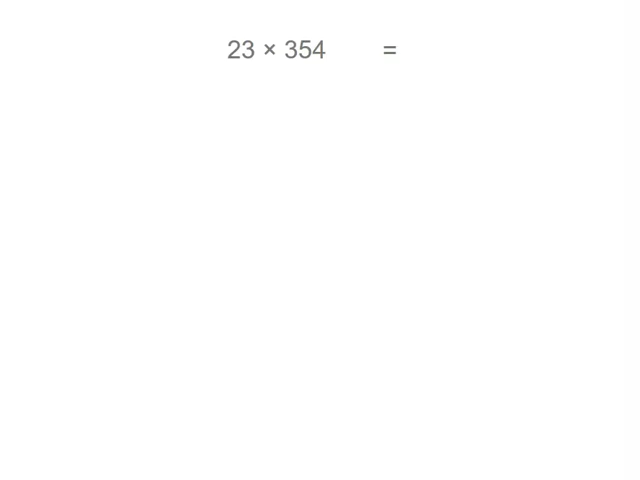 23 × 354 =